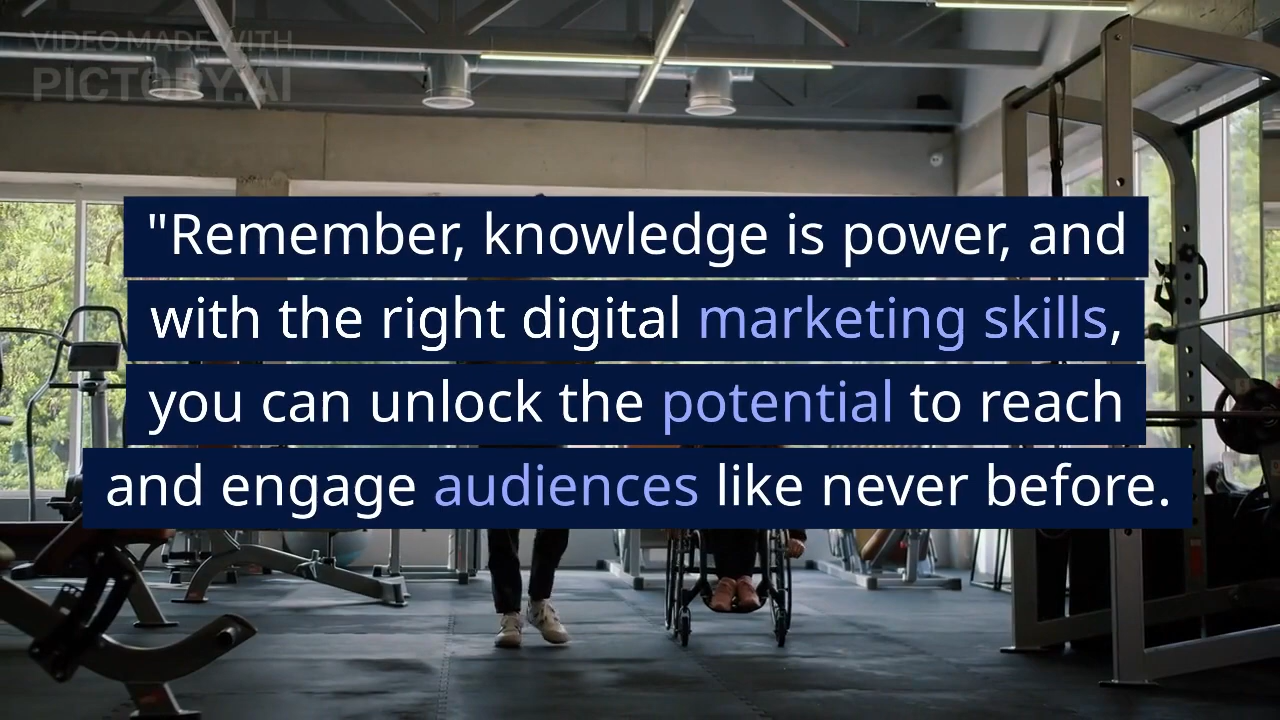 VIDEO MADE WITH
PICTORY.AI
"Remember, knowledge is power, and
with the right digital marketing skills,
you can unlock the potential to reach
and engage audiences like never before.